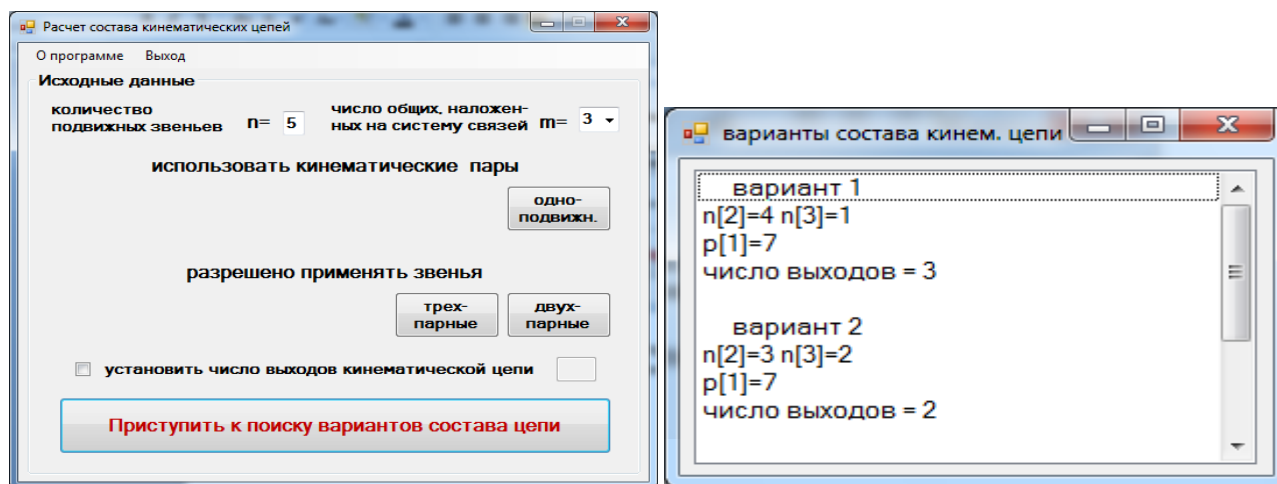 Расчет состава кинематических цепей
О программе Выход
Исходные данные
количество
подвижных звеньев n= 5
число общих, наложен-
ных на систему связей m= 3
использовать кинематические пары
одно-
подвижн.
разрешено применять звенья
трех-
парные
двух-
парные
установить число выходов кинематической цепи
Приступить к поиску вариантов состава цепи
варианты состава кинем. цепи
вариант 1
n[2]=4 n[3]=1
p[1]=7
число выходов = 3
вариант 2
n[2]=3 n[3]=2
p[1]=7
число выходов = 2